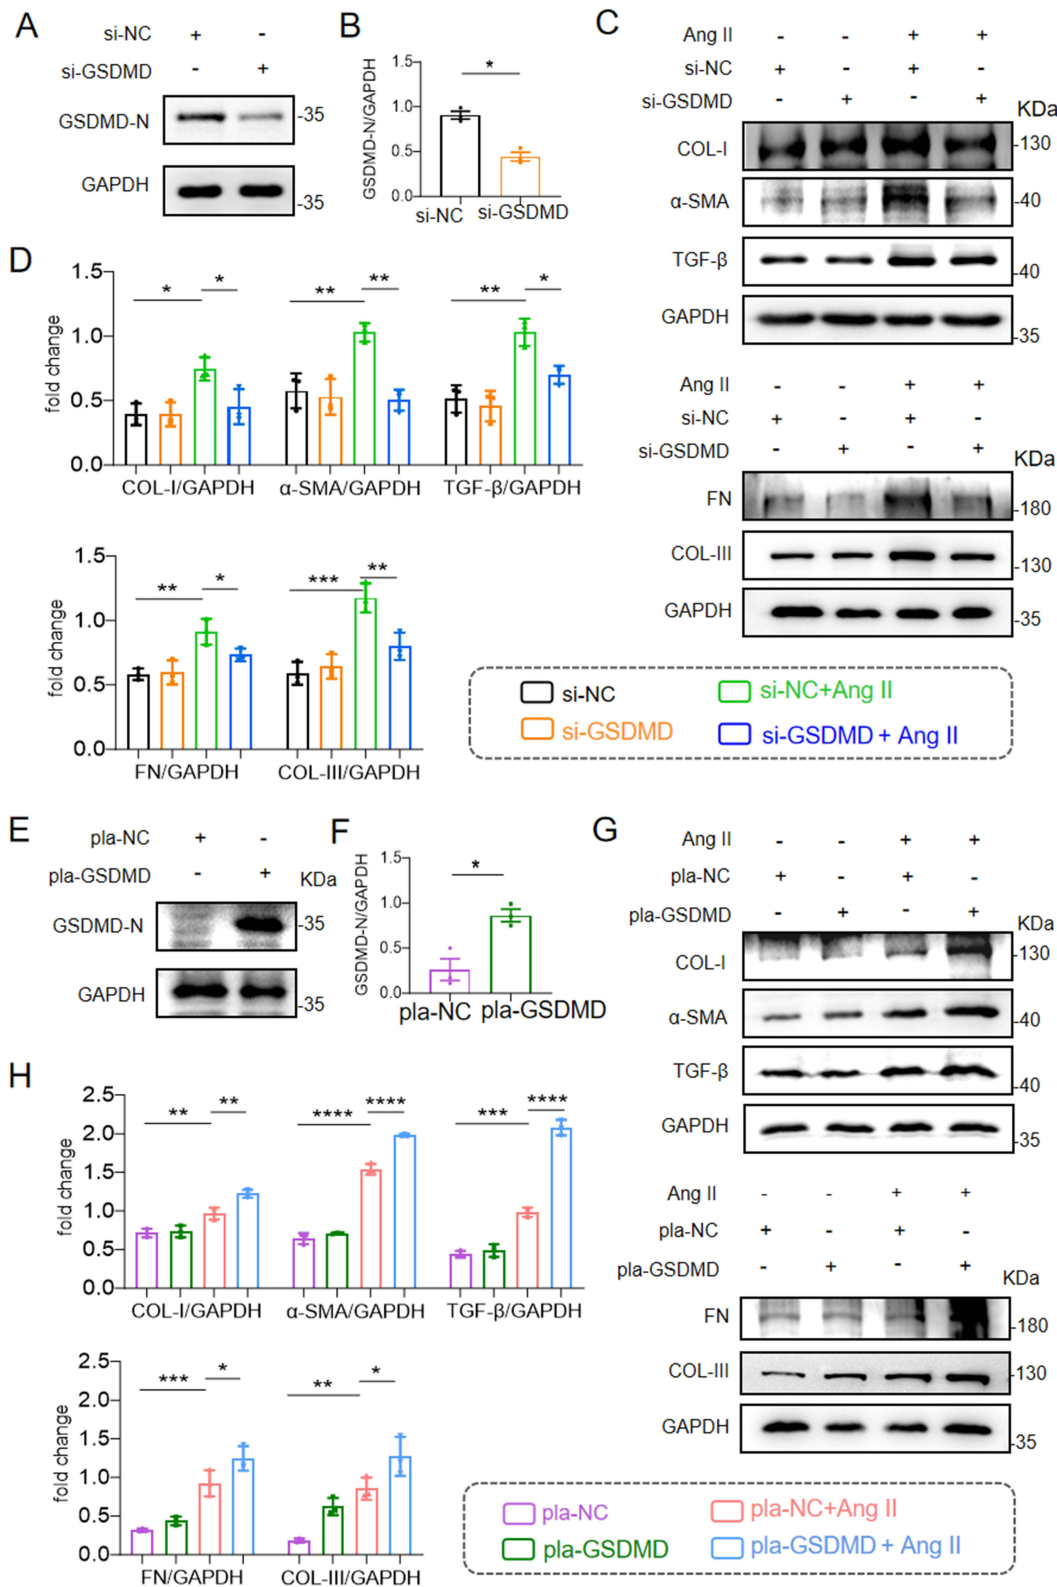 A
si-NC + -
si-GSDMD - +
GSDMD-N -35
GAPDH -35
B
GSDMD-N/GAPDH
1.5
1.0
0.5
0.0
*
si-NC si-GSDMD
C
Ang II - - + +
si-NC + - + -
si-GSDMD - + - +
KDa
COL-I -130
α-SMA -40
TGF-β -40
GAPDH -35
Ang II - - + +
si-NC + - + -
si-GSDMD - + - +
KDa
FN -180
COL-III -130
GAPDH -35
D
fold change
1.5
1.0
0.5
0.0
* * ** ** ** *
COL-I/GAPDH α-SMA/GAPDH TGF-β/GAPDH
fold change
1.5
1.0
0.5
0.0
** * *** **
FN/GAPDH COL-III/GAPDH
si-NC si-NC+Ang II
si-GSDMD si-GSDMD + Ang II
E
pla-NC + -
pla-GSDMD - + KDa
GSDMD-N -35
GAPDH -35
F
GSDMD-N/GAPDH
1.5
1.0
0.5
0.0
*
pla-NC pla-GSDMD
G
Ang II - - + +
pla-NC + - + -
pla-GSDMD - + - +
KDa
COL-I -130
α-SMA -40
TGF-β -40
GAPDH -35
Ang II - - + +
pla-NC + - + -
pla-GSDMD - + - +
KDa
FN -180
COL-III -130
GAPDH -35
H
fold change
2.5
2.0
1.5
1.0
0.5
0.0
** ** **** **** *** ****
COL-I/GAPDH α-SMA/GAPDH TGF-β/GAPDH
fold change
2.5
2.0
1.5
1.0
0.5
0.0
*** * ** *
FN/GAPDH COL-III/GAPDH
pla-NC pla-NC+Ang II
pla-GSDMD pla-GSDMD + Ang II